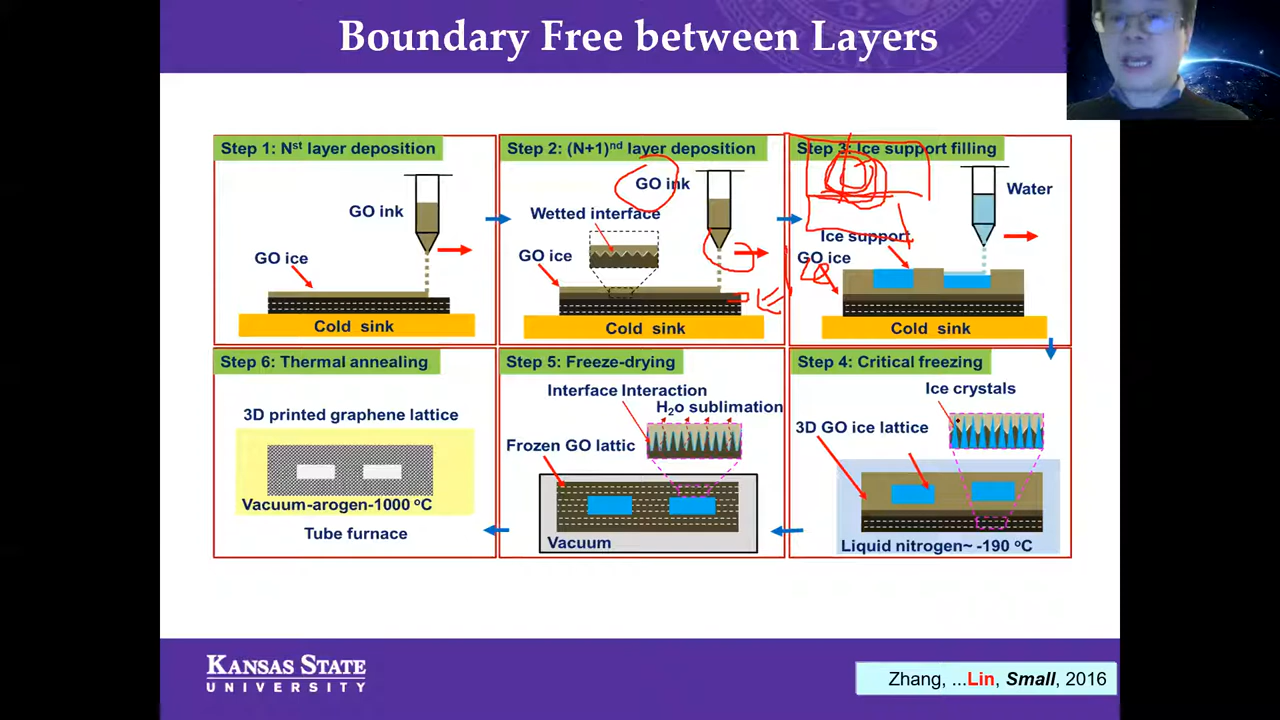 Boundary Free between Layers
Step 1: Nst layer deposition
GO ink
GO ice
Cold sink
Step 2: (N+1)nd layer deposition
GO ink
Wetted interface
GO ice
Cold sink
Step 3: Ice support filling
Water
Ice support
GO ice
Cold sink
Step 6: Thermal annealing
3D printed graphene lattice
Vacuum-arogen-1000 oC
Tube furnace
Step 5: Freeze-drying
Interface Interaction
H2o sublimation
Frozen GO lattic
Vacuum
Step 4: Critical freezing
Ice crystals
3D GO ice lattice
Liquid nitrogen~ -190 oC
KANSAS STATE
UNIVERSITY
Zhang, ...Lin, Small, 2016